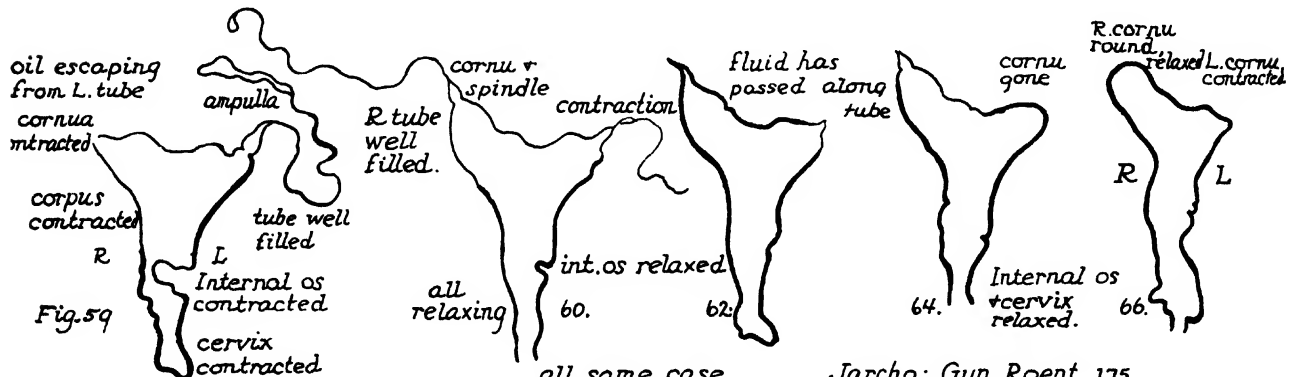 oil escaping
from L. tube
ampulla
cornua
ntracted
corpus
contracted
R
L
tube well
filled
Internal os
contracted
Fig. 59
cervix
contracted
cornu +
spindle
R tube
well
filled.
contraction
all
relaxing
int. os relaxed
60.
fluid has
passed along
tube
62.
cornu
gone
64.
Internal os
+ cervix
relaxed.
R. cornu
round,
relaxed
L. cornu
contracted
R
L
66.
all same case
Jarcho: Gyn Roent. 175